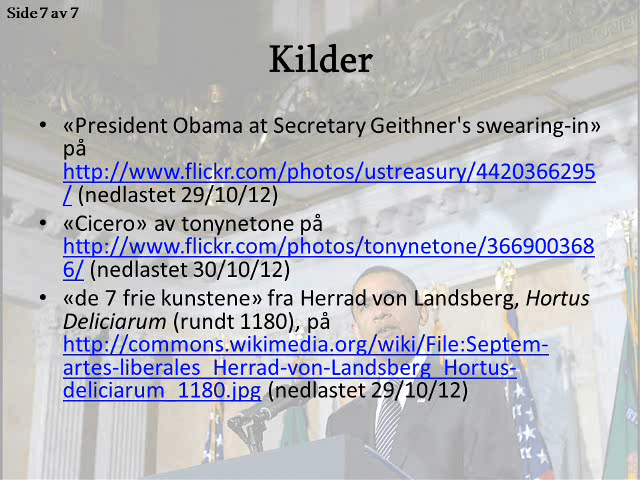 Side 7 av 7
Kilder
• «President Obama at Secretary Geithner's swearing-in»
på
http://www.flickr.com/photos/ustreasury/4420366295
/ (nedlastet 29/10/12)
• «Cicero» av tonynetone på
http://www.flickr.com/photos/tonynetone/366900368
6/ (nedlastet 30/10/12)
• «de 7 frie kunstene» fra Herrad von Landsberg, Hortus
Deliciarum (rundt 1180), på
http://commons.wikimedia.org/wiki/File:Septem-
artes-liberales_Herrad-von-Landsberg_Hortus-
deliciarum_1180.jpg (nedlastet 29/10/12)